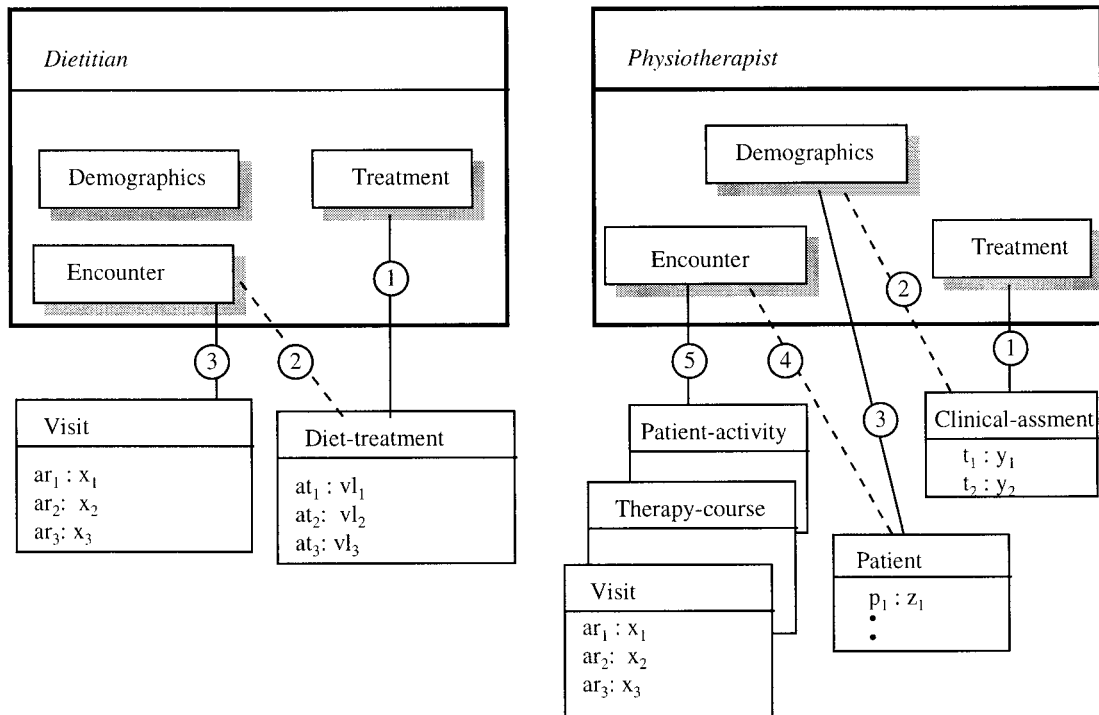 Dietitian
Demographics
Treatment
Encounter
1
3
2
Visit
ar₁ : x₁
ar₂: x₂
ar₃: x₃
Diet-treatment
at₁ : vl₁
at₂: vl₂
at₃: vl₃
Physiotherapist
Demographics
Encounter
Treatment
2
5
4
1
3
Patient-activity
Clinical-assment
t₁ : y₁
t₂ : y₂
Therapy-course
Patient
p₁ : z₁
Visit
ar₁ : x₁
ar₂: x₂
ar₃: x₃